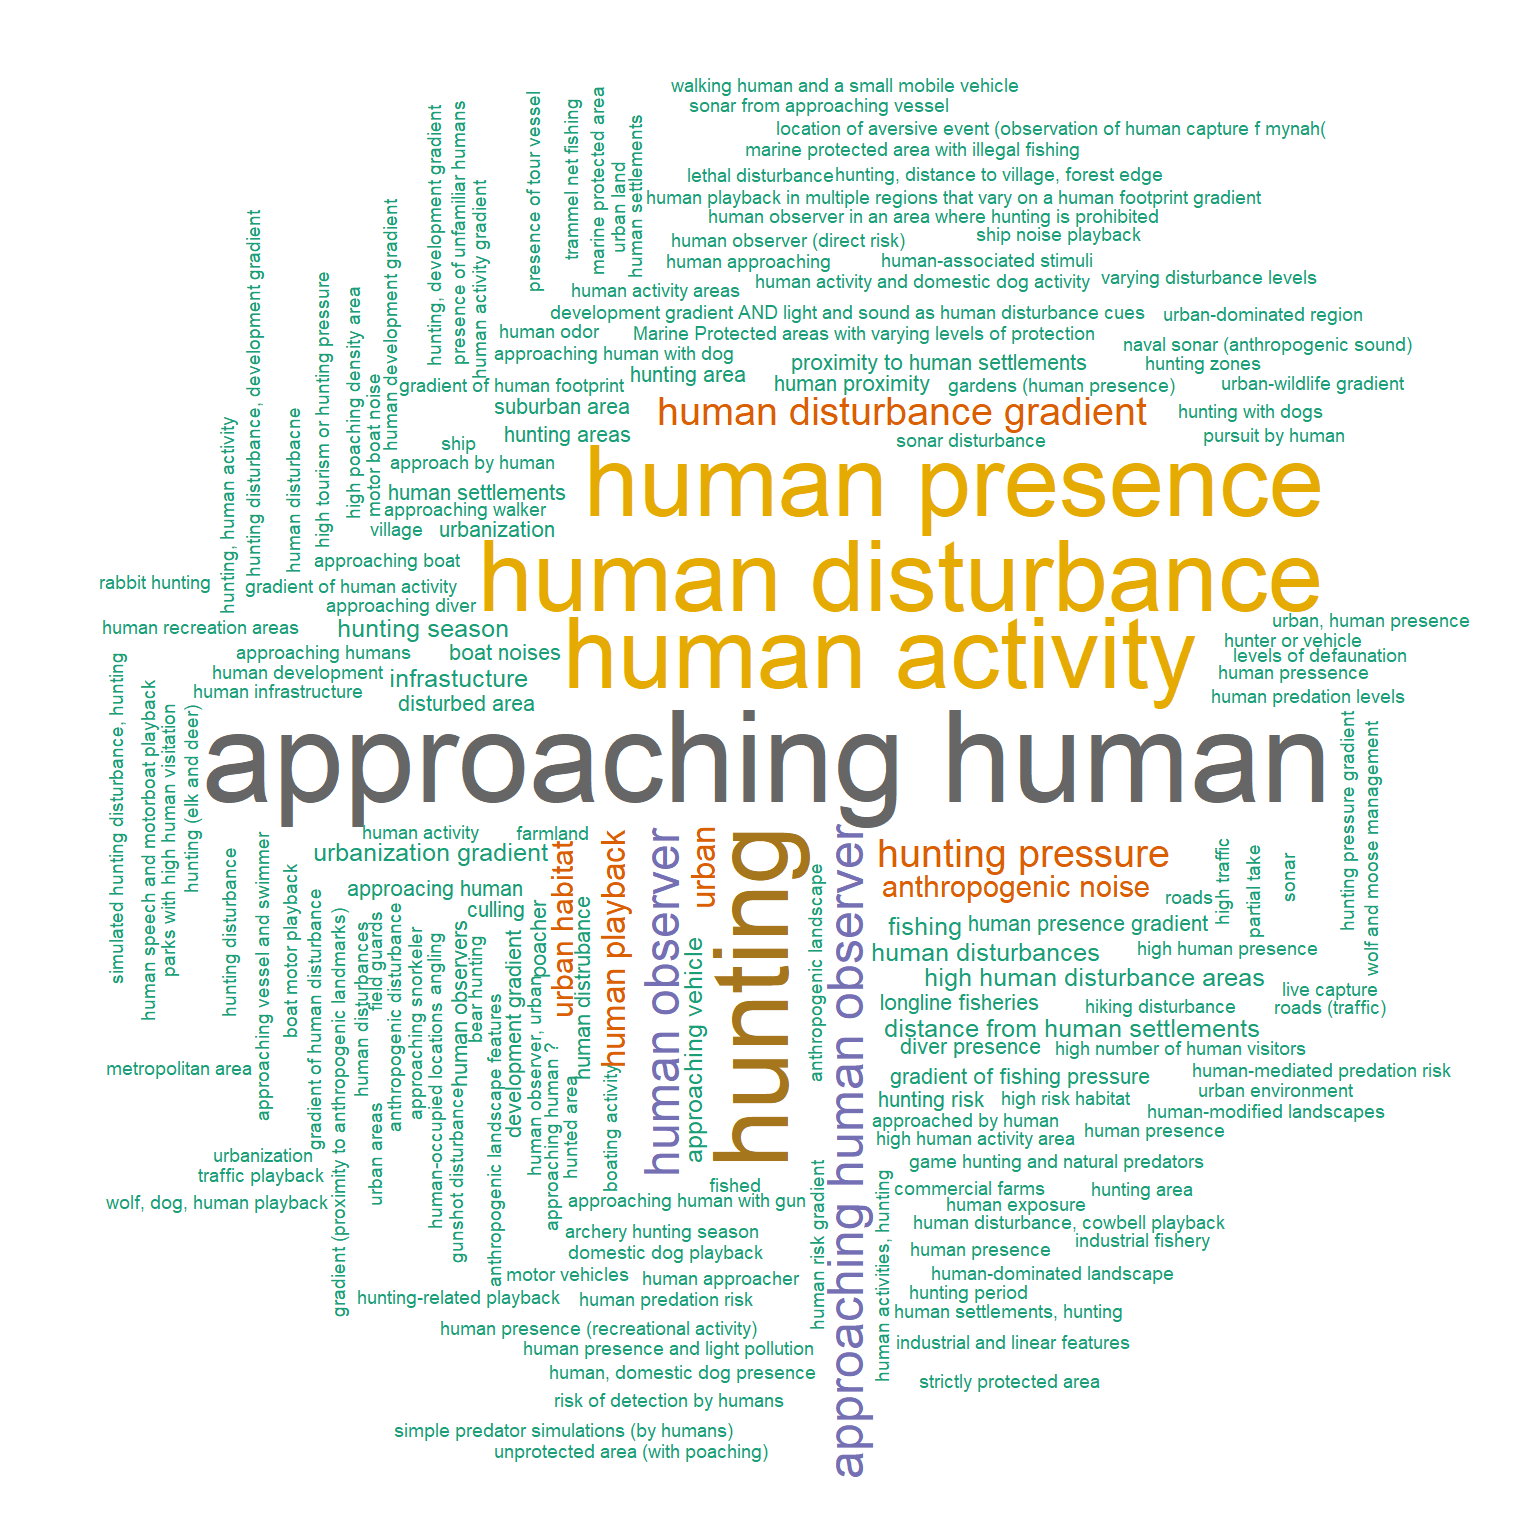 walking human and a small mobile vehicle
sonar from approaching vessel
location of aversive event (observation of human capture f mynah(
marine protected area with illegal fishing
lethal disturbance
hunting, distance to village, forest edge
human playback in multiple regions that vary on a human footprint gradient
human observer in an area where hunting is prohibited
human observer (direct risk)
ship noise playback
human approaching
human-associated stimuli
human activity areas
human activity and domestic dog activity
varying disturbance levels
development gradient AND light and sound as human disturbance cues
urban-dominated region
human odor
Marine Protected areas with varying levels of protection
naval sonar (anthropogenic sound)
approaching human with dog
proximity to human settlements
hunting zones
gradient of human footprint
hunting area
human proximity
gardens (human presence)
urban-wildlife gradient
suburban area
human disturbance gradient
hunting with dogs
ship
hunting areas
sonar disturbance
pursuit by human
hunting, development gradient
presence of unfamiliar humans
human activity gradient
presence of tour vessel
trammel net fishing
marine protected area
urban land
human settlements
hunting, human activity
hunting disturbance, development gradient
human disturbacne
high tourism or hunting pressure
high poaching density area
motor boat noise
human development gradient
approach by human
human presence
human settlements
approaching walker
village
urbanization
approaching boat
human disturbance
rabbit hunting
gradient of human activity
approaching diver
human recreation areas
hunting season
human activity
urban, human presence
hunter or vehicle
approaching humans
boat noises
levels of defaunation
human development
infrastucture
human pressence
human infrastructure
disturbed area
human predation levels
approaching human
simulated hunting disturbance, hunting
human speech and motorboat playback
parks with high human visitation
hunting (elk and deer)
hunting disturbance
approaching vessel and swimmer
boat motor playback
gradient of human disturbance
gradient (proximity to anthropogenic landmarks)
human disturbances
field guards
anthropogenic disturbance
approaching snorkeler
human-occupied locations angling
gunshot disturbance
human observers
bear hunting
anthropogenic landscape features
development gradient
human observer, urban
poacher
approaching human ?
urban habitat
hunted area
human distrubance
human playback
boating activity
human observer
approaching vehicle
urban
hunting
anthropogenic landscape
human risk gradient
approaching human observer
human activities, hunting
high traffic
partial take
sonar
hunting pressure gradient
wolf and moose management
human activity
farmland
urbanization gradient
approacing human
culling
urban areas
metropolitan area
urbanization
traffic playback
wolf, dog, human playback
hunting pressure
anthropogenic noise
roads
fishing
human presence gradient
human disturbances
high human presence
high human disturbance areas
live capture
longline fisheries
hiking disturbance
roads (traffic)
distance from human settlements
diver presence
high number of human visitors
gradient of fishing pressure
human-mediated predation risk
urban environment
hunting risk
high risk habitat
human-modified landscapes
approached by human
high human activity area
human presence
game hunting and natural predators
fished
commercial farms
hunting area
approaching human with gun
human exposure
archery hunting season
human disturbance, cowbell playback
domestic dog playback
human presence
industrial fishery
motor vehicles
human approacher
human-dominated landscape
hunting-related playback
human predation risk
hunting period
human settlements, hunting
human presence (recreational activity)
human presence and light pollution
industrial and linear features
human, domestic dog presence
strictly protected area
risk of detection by humans
simple predator simulations (by humans)
unprotected area (with poaching)